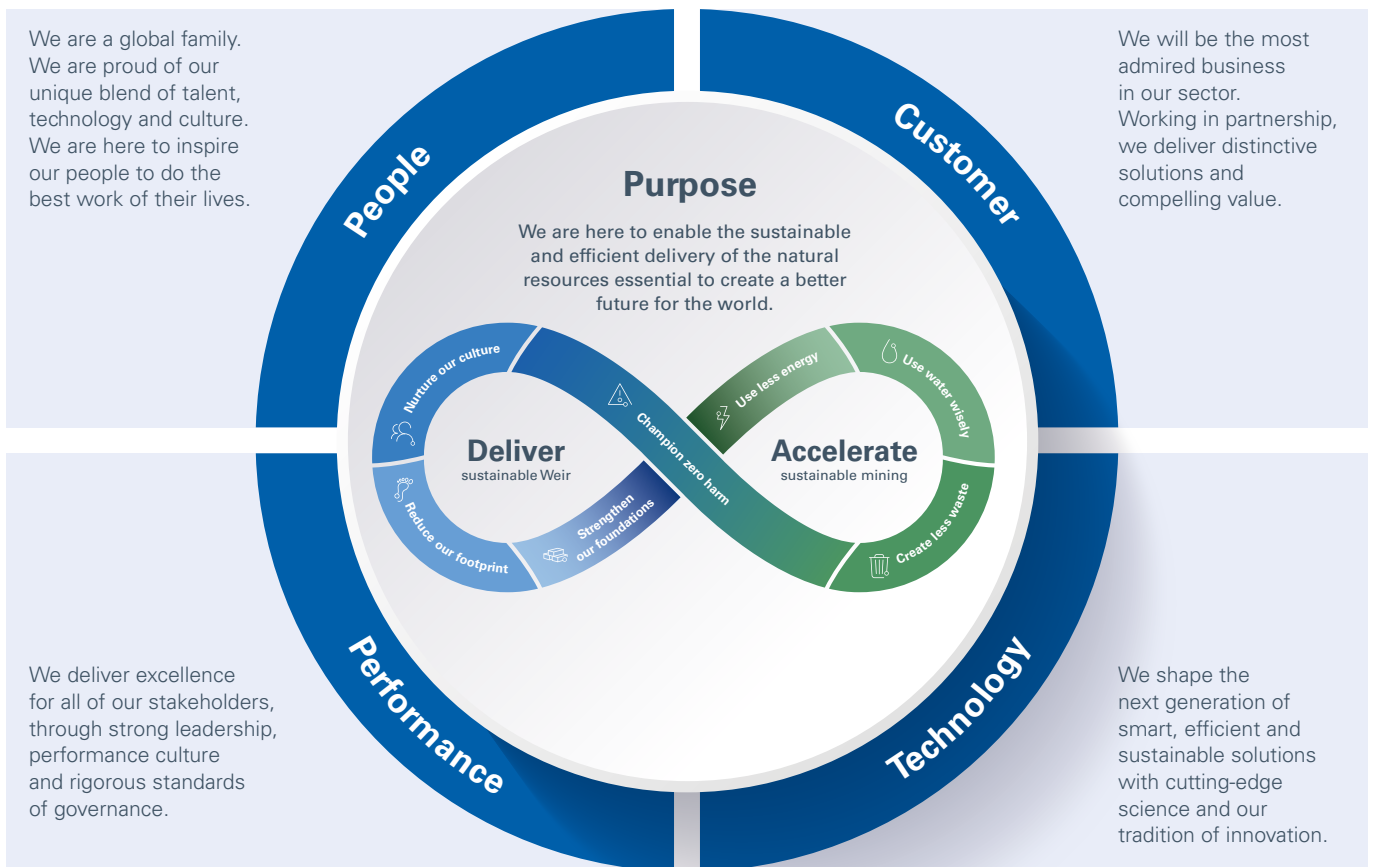 We are a global family.
We are proud of our
unique blend of talent,
technology and culture.
We are here to inspire
our people to do the
best work of their lives.
People
Customer
We will be the most
admired business
in our sector.
Working in partnership,
we deliver distinctive
solutions and
compelling value.
Purpose
We are here to enable the sustainable
and efficient delivery of the natural
resources essential to create a better
future for the world.
Nurture our culture
Champion zero harm
Use less energy
Use water wisely
Deliver
sustainable Weir
Accelerate
sustainable mining
Reduce our footprint
Strengthen
our foundations
Create less waste
Performance
We deliver excellence
for all of our stakeholders,
through strong leadership,
performance culture
and rigorous standards
of governance.
Technology
We shape the
next generation of
smart, efficient and
sustainable solutions
with cutting-edge
science and our
tradition of innovation.